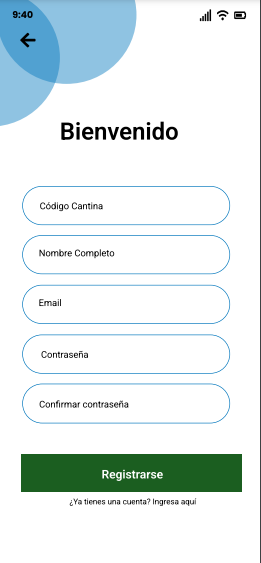 9:40
Bienvenido
Código Cantina
Nombre Completo
Email
Contraseña
Confirmar contraseña
Registrarse
¿Ya tienes una cuenta? Ingresa aquí